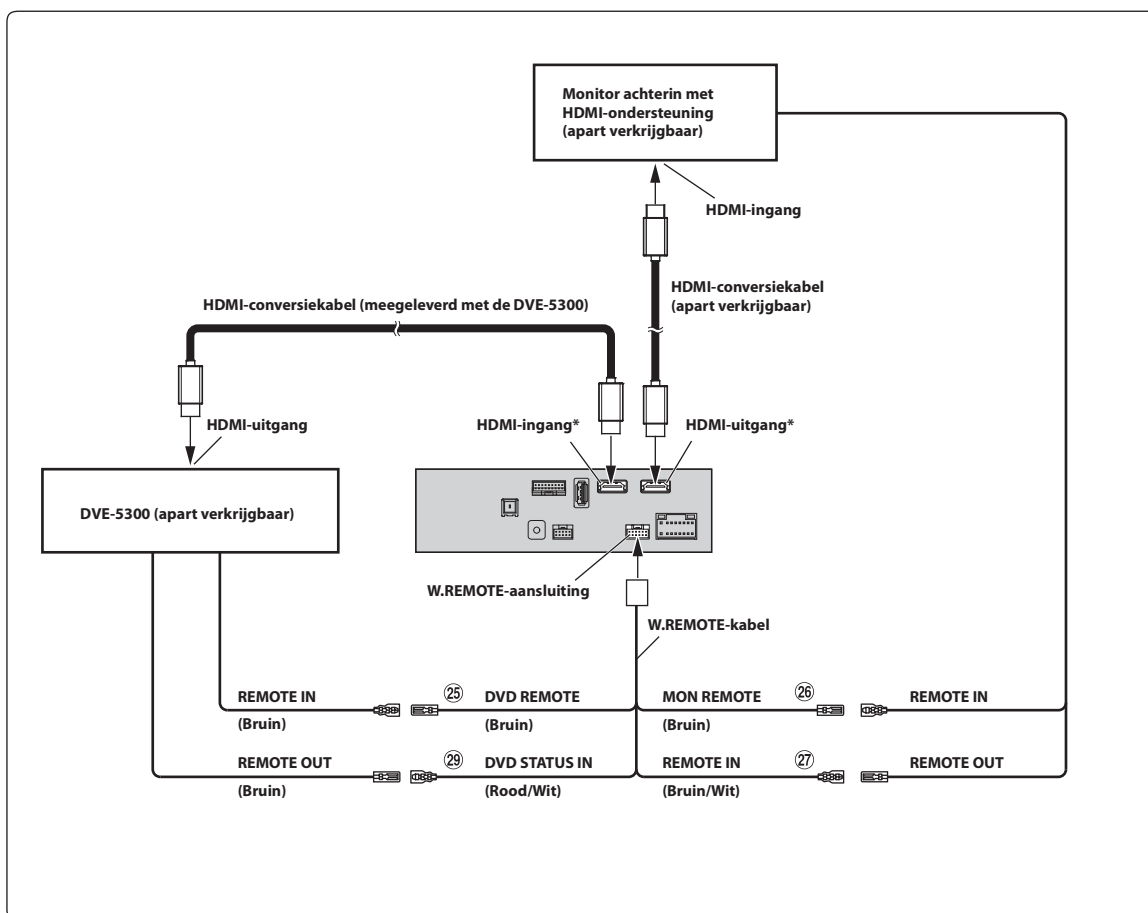 Monitor achterin met
HDMI-ondersteuning
(apart verkrijgbaar)
HDMI-ingang
HDMI-conversiekabel
(apart verkrijgbaar)
HDMI-conversiekabel (meegeleverd met de DVE-5300)
HDMI-uitgang
HDMI-ingang*
HDMI-uitgang*
DVE-5300 (apart verkrijgbaar)
W.REMOTE-aansluiting
W.REMOTE-kabel
REMOTE IN
(Bruin)
㉕
DVD REMOTE
(Bruin)
MON REMOTE
(Bruin)
㉖
REMOTE IN
REMOTE OUT
(Bruin)
㉙
DVD STATUS IN
(Rood/Wit)
REMOTE IN
(Bruin/Wit)
㉗
REMOTE OUT